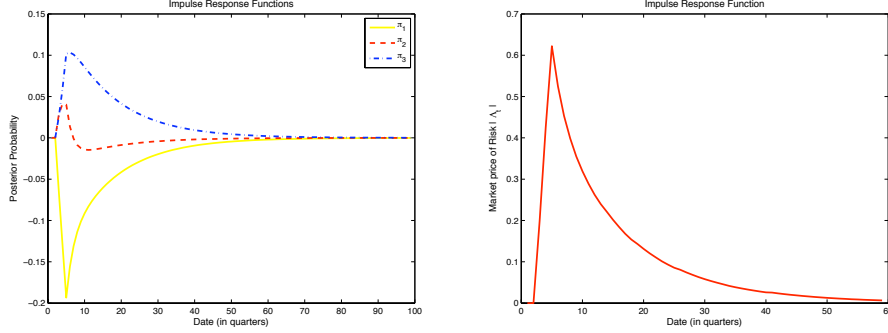 Impulse Response Functions
0.15
0.1
0.05
0
-0.05
-0.1
-0.15
-0.2
Posterior Probability
π1
π2
π3
0 10 20 30 40 50 60 70 80 90 100
Date (in quarters)
Impulse Response Function
0.7
0.6
0.5
0.4
0.3
0.2
0.1
0
Market price of Risk | Λt |
0 10 20 30 40 50 60
Date (in quarters)